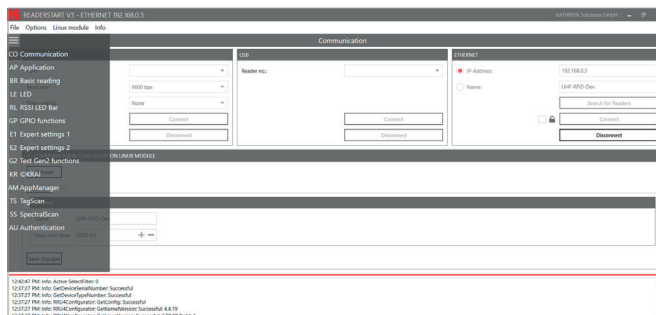 READERSTART V3 - ETHERNET 192.168.0.3
KATHREIN Solutions GmbH
File Options Linux module Info
Communication
CO Communication
AP Application
BR Basic reading
LE LED
RL RSSI LED Bar
GP GPIO functions
E1 Expert settings 1
E2 Expert settings 2
G2 Test Gen2 functions
KR KRAI
AM AppManager
TS TagScan
SS SpectralScan
AU Authentication
9600 bps
None
Connect
Disconnect
USB
Reader no.:
Connect
Disconnect
ETHERNET
IP-Address: 192.168.0.3
Name: UHF-RFID-Dev
Search for Readers
Connect
Disconnect
LINUX MODULE
UHF-RFID-Dev
Save changes
12:42:47 PM: Info: Active SelectFilter: 0
12:37:27 PM: Info: GetDeviceSerialNumber: Successful
12:37:27 PM: Info: GetDeviceTypeNumber: Successful
12:37:27 PM: Info: RRU4Configurator: GetConfig: Successful
12:37:27 PM: Info: RRU4Configurator: GetKernelVersion: Successful: 4.4.19